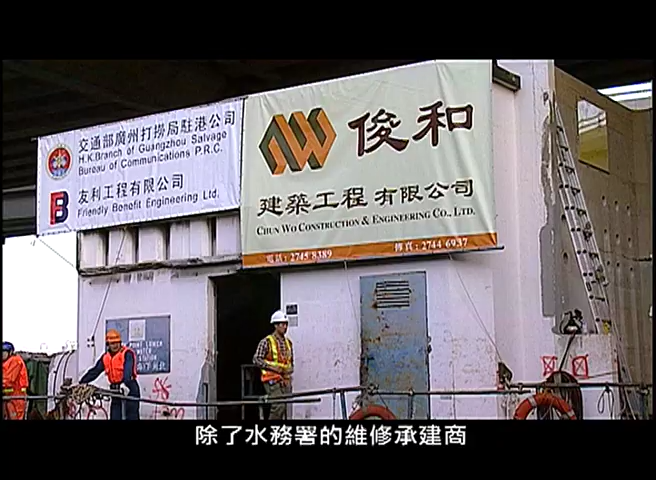 交通部廣州打撈局駐港公司
H.K.Branch of Guangzhou Salvage
Bureau of Communications P.R.C.
友利工程有限公司
Friendly Benefit Engineering Ltd.
俊和
建築工程有限公司
CHUN WO CONSTRUCTION & ENGINEERING CO., LTD.
電話：2745 8389
傳真：2744 6937
除了水務署的維修承建商